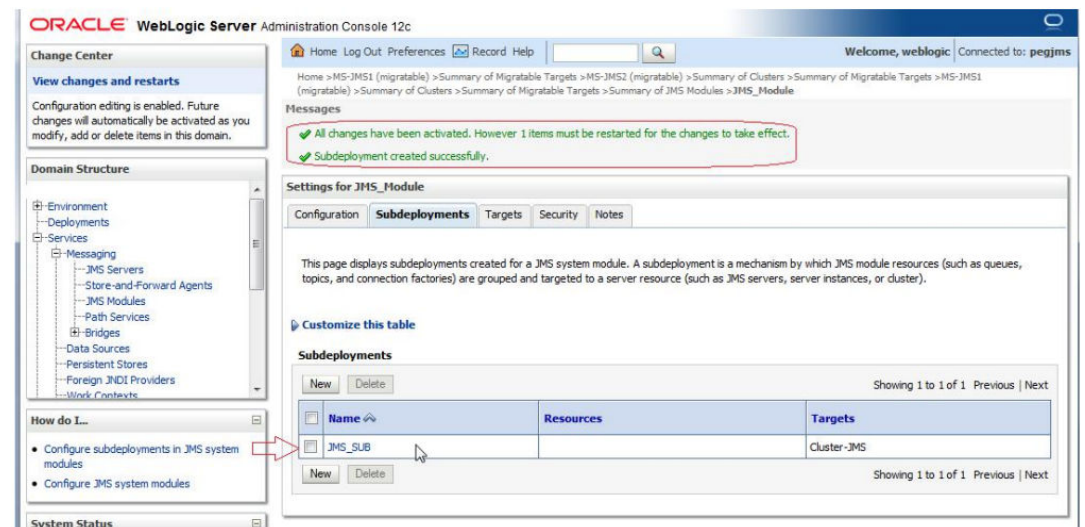 ORACLE WebLogic Server Administration Console 12c
Change Center
View changes and restarts
Configuration editing is enabled. Future
changes will automatically be activated as you
modify, add or delete items in this domain.
Domain Structure
Environment
Deployments
Services
Messaging
JMS Servers
Store-and-Forward Agents
JMS Modules
Path Services
Bridges
Data Sources
Persistent Stores
Foreign JNDI Providers
Work Contexts
How do I...
Configure subdeployments in JMS system
modules
Configure JMS system modules
System Status
Home Log Out Preferences Record Help
Welcome, weblogic Connected to: pegjms
Home >MS-JMS1 (migratable) >Summary of Migratable Targets >MS-JMS2 (migratable) >Summary of Clusters >Summary of Migratable Targets >MS-JMS1
(migratable) >Summary of Clusters >Summary of Migratable Targets >Summary of JMS Modules >JMS_Module
Messages
All changes have been activated. However 1 items must be restarted for the changes to take effect.
Subdeployment created successfully.
Settings for JMS_Module
Configuration Subdeployments Targets Security Notes
This page displays subdeployments created for a JMS system module. A subdeployment is a mechanism by which JMS module resources (such as queues,
topics, and connection factories) are grouped and targeted to a server resource (such as JMS servers, server instances, or cluster).
Customize this table
Subdeployments
New Delete Showing 1 to 1 of 1 Previous | Next
Name Resources Targets
JMS_SUB Cluster-JMS
New Delete Showing 1 to 1 of 1 Previous | Next